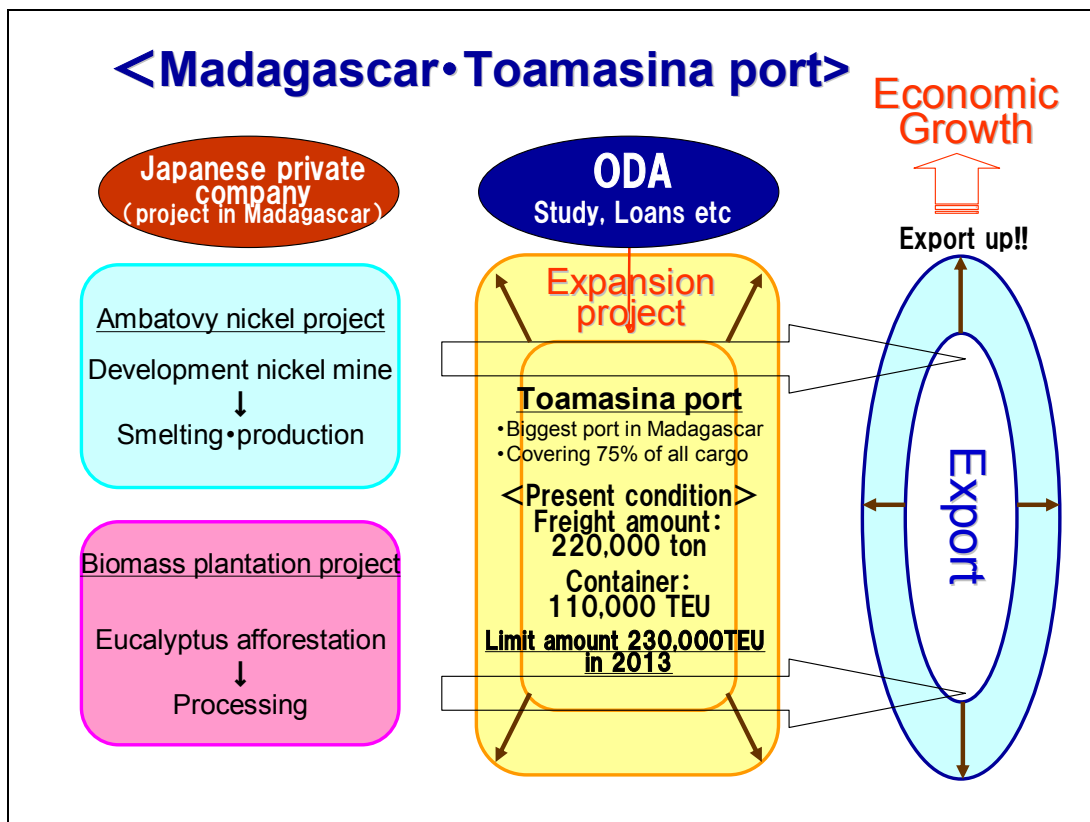 ＜Madagascar・Toamasina port>
Economic
Growth
Japanese private
company
（project in Madagascar）
ODA
Study, Loans etc
Export up!!
Expansion
project
Ambatovy nickel project
Development nickel mine
↓
Smelting・production
Toamasina port
・Biggest port in Madagascar
・Covering 75% of all cargo
＜Present condition＞
Freight amount：
220,000 ton
Container：
110,000 TEU
Limit amount 230,000TEU
in 2013
Biomass plantation project
Eucalyptus afforestation
↓
Processing
Export